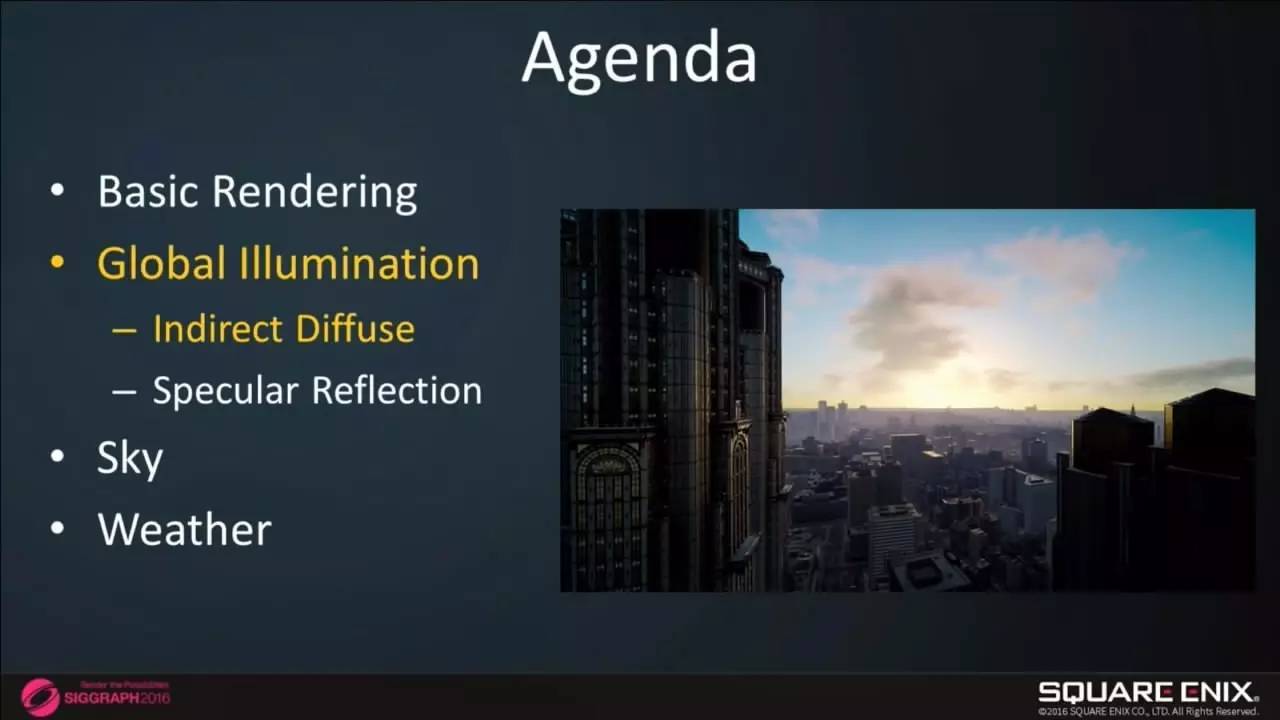 Agenda
• Basic Rendering
• Global Illumination
– Indirect Diffuse
– Specular Reflection
• Sky
• Weather
Render the Possibilities
SIGGRAPH2016
SQUARE ENIX®
©2016 SQUARE ENIX CO., LTD. All Rights Reserved.